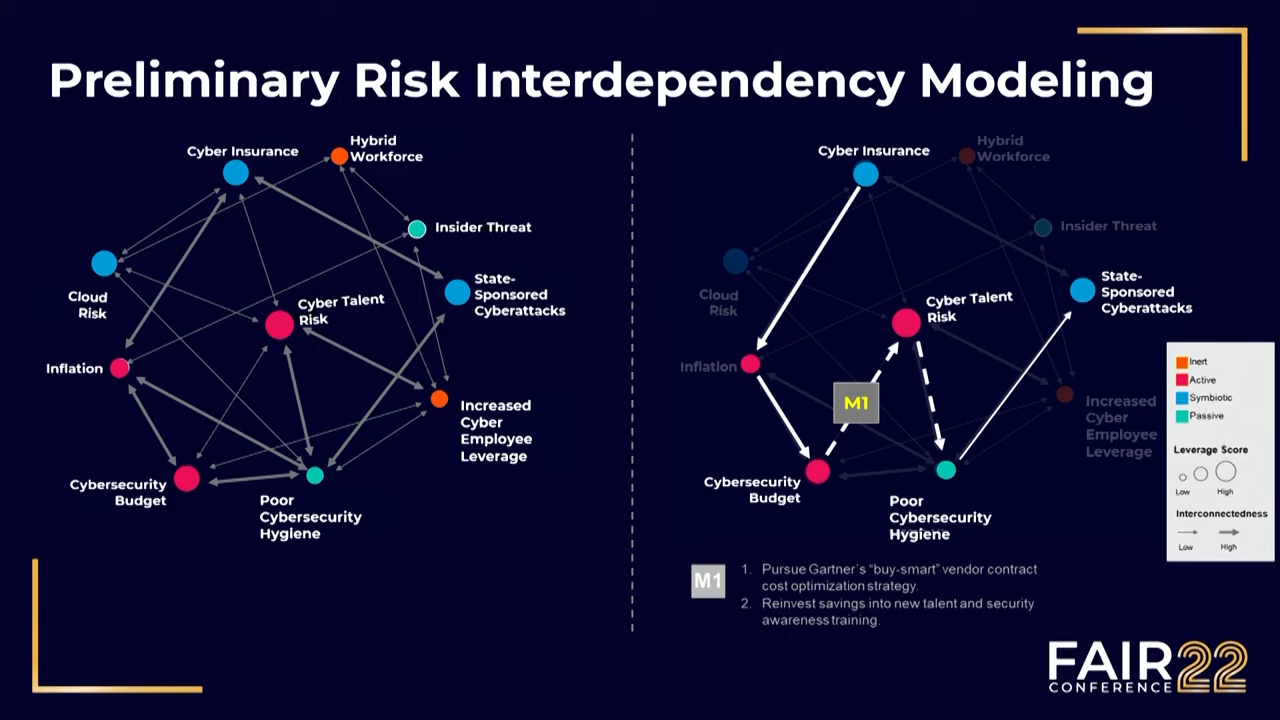 Preliminary Risk Interdependency Modeling
Cyber Insurance
Hybrid
Workforce
Insider Threat
State-
Sponsored
Cyberattacks
Cloud
Risk
Cyber Talent
Risk
Inflation
Increased
Cyber
Employee
Leverage
Cybersecurity
Budget
Poor
Cybersecurity
Hygiene
Cyber Insurance
Hybrid
Workforce
Insider Threat
State-
Sponsored
Cyberattacks
Cloud
Risk
Cyber Talent
Risk
Inflation
M1
Increased
Cyber
Employee
Leverage
Cybersecurity
Budget
Poor
Cybersecurity
Hygiene
Inert
Active
Symbiotic
Passive
Leverage Score
Low High
Interconnectedness
Low High
M1
1. Pursue Gartner's "buy-smart" vendor contract
cost optimization strategy.
2. Reinvest savings into new talent and security
awareness training.
FAIR22
CONFERENCE